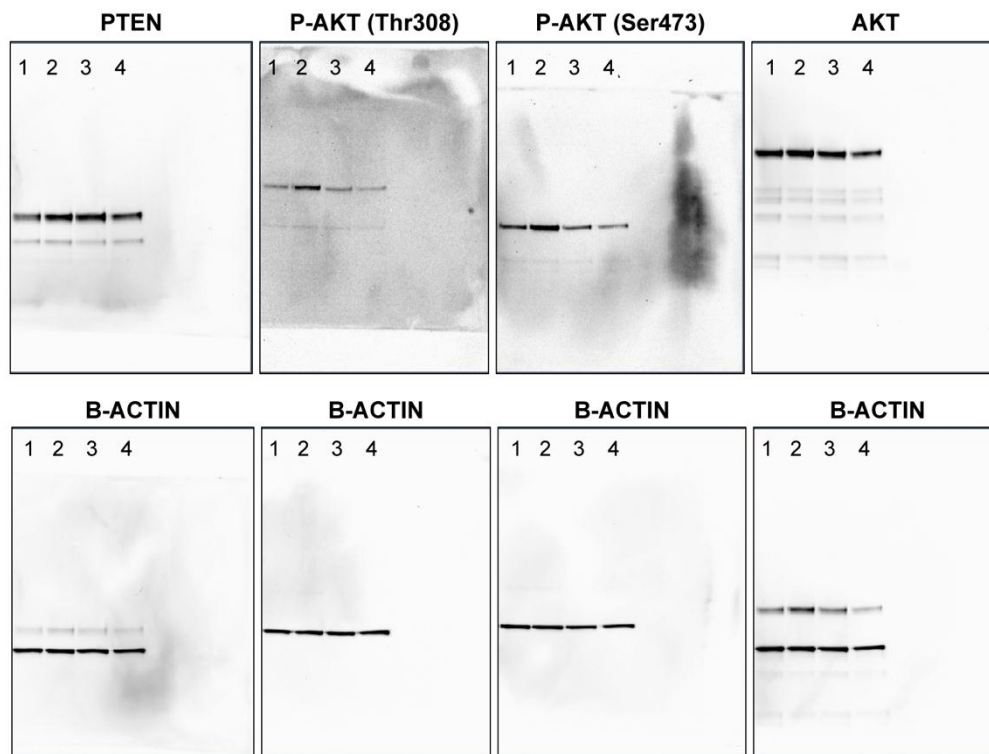 PTEN P-AKT (Thr308) P-AKT (Ser473) AKT
1 2 3 4 1 2 3 4 1 2 3 4 1 2 3 4
B-ACTIN B-ACTIN B-ACTIN B-ACTIN
1 2 3 4 1 2 3 4 1 2 3 4 1 2 3 4